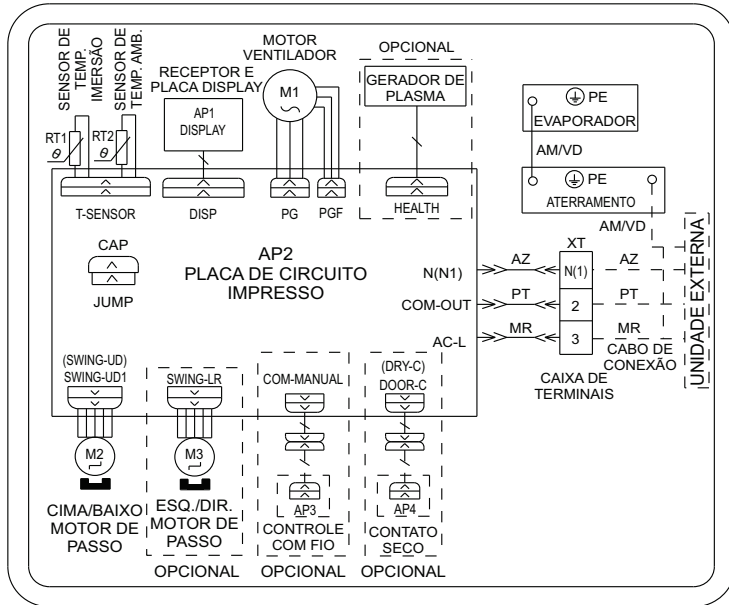 SENSOR DE
TEMP.
IMERSÃO
SENSOR DE
TEMP. AMB.
RT1
θ
RT2
θ
RECEPTOR E
PLACA DISPLAY
AP1
DISPLAY
MOTOR
VENTILADOR
M1
OPCIONAL
GERADOR DE
PLASMA
PE
EVAPORADOR
AM/VD
PE
ATERRAMENTO
AM/VD
T-SENSOR
DISP
PG
PGF
HEALTH
CAP
JUMP
AP2
PLACA DE CIRCUITO
IMPRESSO
N(N1)
COM-OUT
AC-L
AZ
PT
MR
XT
N(1)
2
3
CAIXA DE
TERMINAIS
AZ
PT
MR
CABO DE
CONEXÃO
UNIDADE EXTERNA
(SWING-UD)
SWING-UD1
M2
CIMA/BAIXO
MOTOR DE
PASSO
SWING-LR
M3
ESQ./DIR.
MOTOR DE
PASSO
OPCIONAL
COM-MANUAL
AP3
CONTROLE
COM FIO
OPCIONAL
(DRY-C)
DOOR-C
AP4
CONTATO
SECO
OPCIONAL